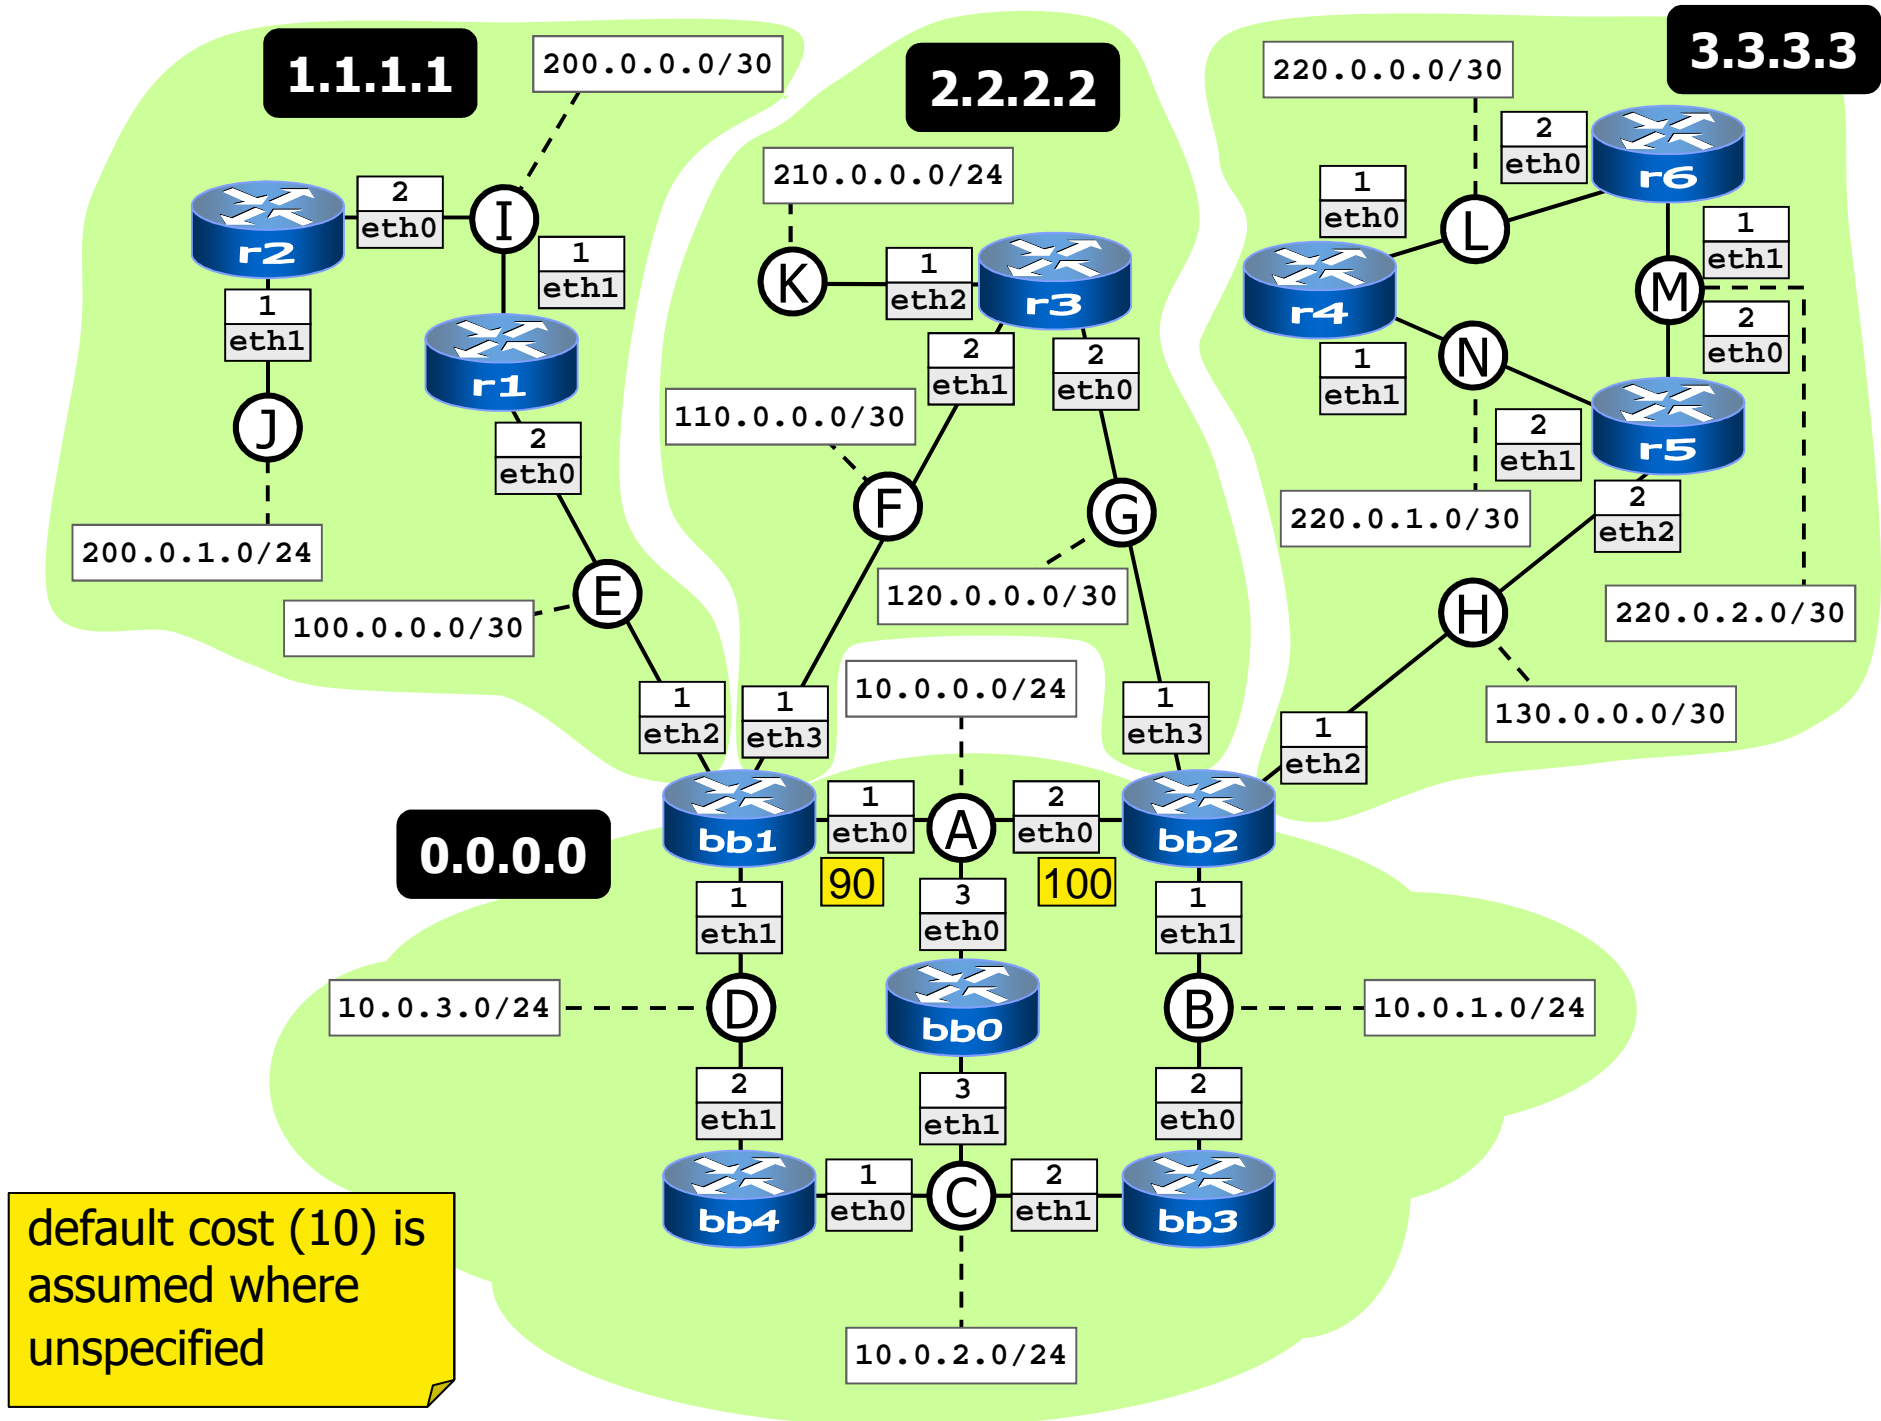 1.1.1.1
200.0.0.0/30
2.2.2.2
220.0.0.0/30
3.3.3.3
210.0.0.0/24
r2
2
eth0
I
1
eth1
1
eth1
J
r1
2
eth0
200.0.1.0/24
100.0.0.0/30
E
1
eth2
K
1
eth2
r3
2
eth1
2
eth0
110.0.0.0/30
F
G
120.0.0.0/30
1
eth3
1
eth3
2
eth0
r6
1
eth0
L
1
eth1
M
r4
N
2
eth0
1
eth1
2
eth1
r5
220.0.1.0/30
2
eth2
H
220.0.2.0/30
130.0.0.0/30
1
eth2
10.0.0.0/24
0.0.0.0
bb1
1
eth0
A
2
eth0
bb2
90
100
1
eth1
3
eth0
1
eth1
10.0.3.0/24
D
bb0
B
10.0.1.0/24
2
eth1
3
eth1
2
eth0
bb4
1
eth0
C
2
eth1
bb3
10.0.2.0/24
default cost (10) is
assumed where
unspecified